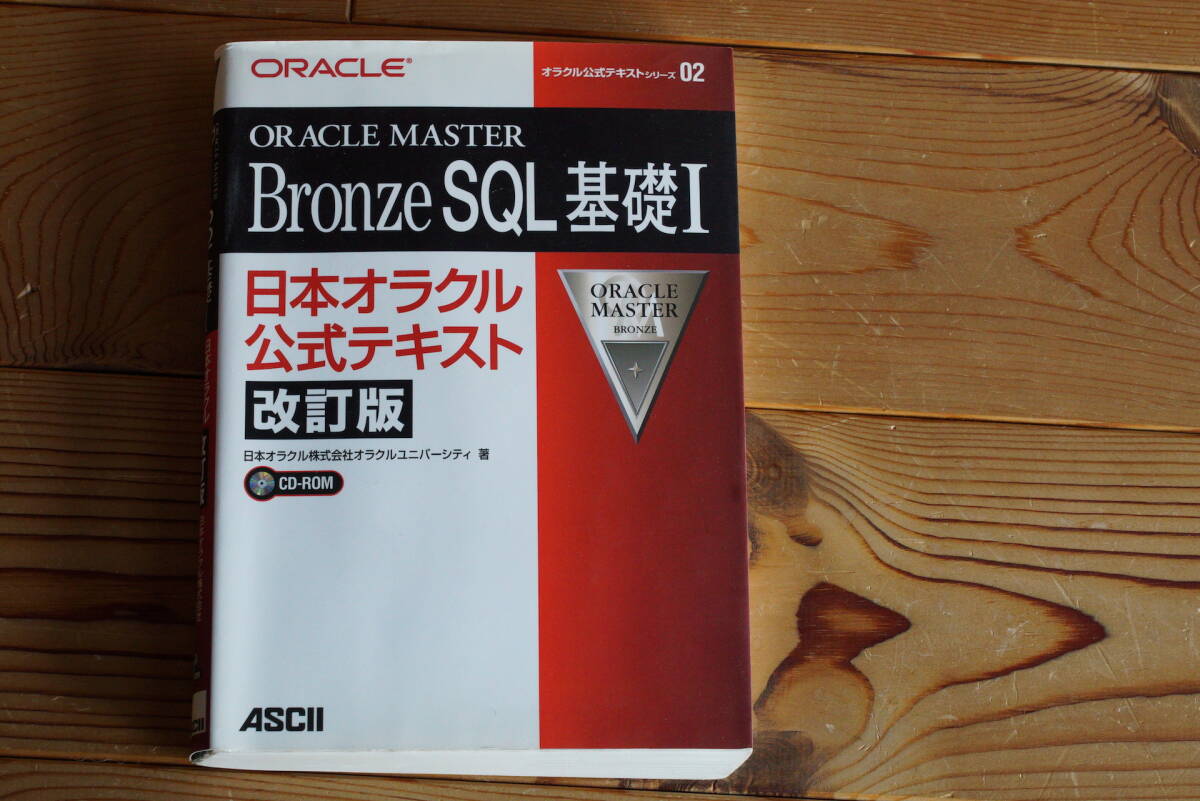 ORACLE®
オラクル公式テキストシリーズ 02
ORACLE MASTER
Bronze SQL 基礎I
日本オラクル
公式テキスト
改訂版
日本オラクル株式会社オラクルユニバーシティ 著
CD-ROM
ORACLE
MASTER
BRONZE
ASCII